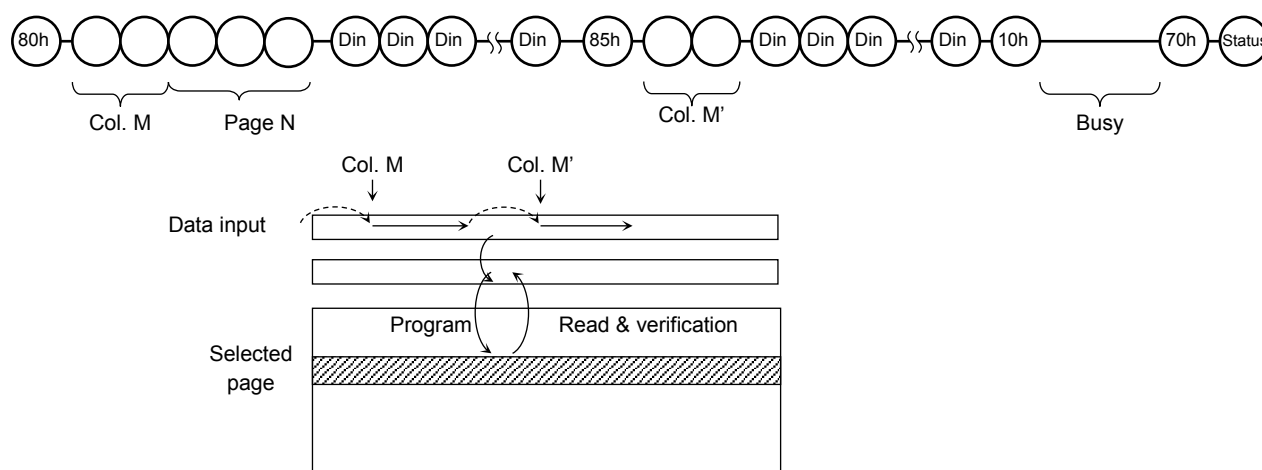 80h Din Din Din Din 85h Din Din Din Din 10h 70h Status
Col. M Page N Col. M’ Busy
Col. M Col. M’
Data input
Program Read & verification
Selected
page